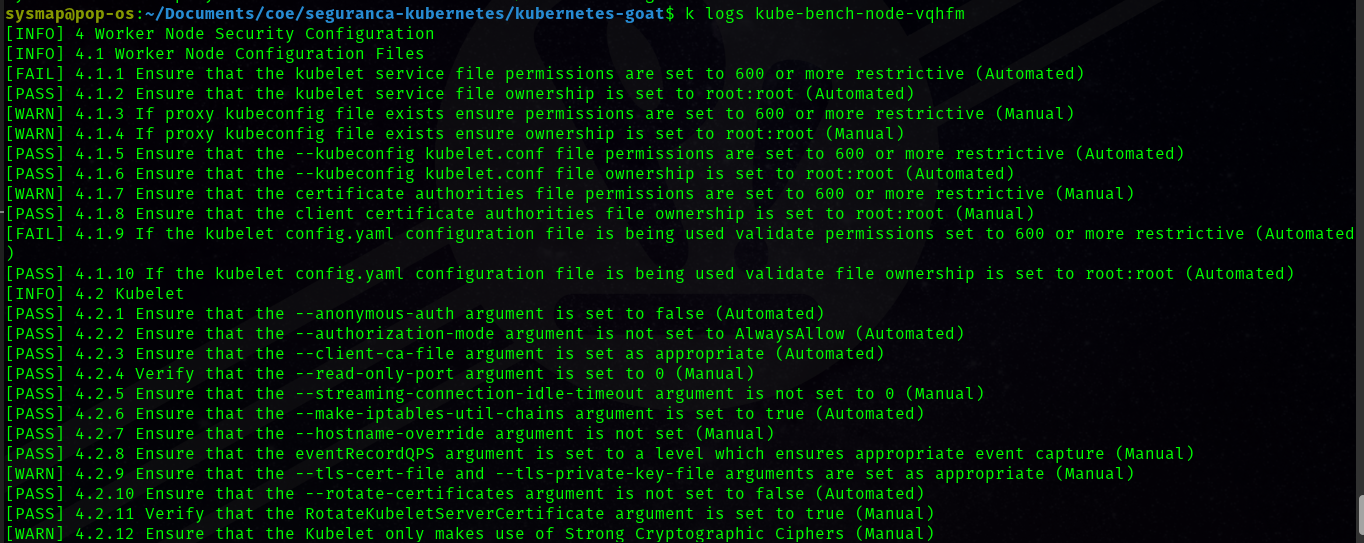 sysmap@pop-os:~/Documents/coe/seguranca-kubernetes/kubernetes-goat$ k logs kube-bench-node-vqhfm
[INFO] 4 Worker Node Security Configuration
[INFO] 4.1 Worker Node Configuration Files
[FAIL] 4.1.1 Ensure that the kubelet service file permissions are set to 600 or more restrictive (Automated)
[PASS] 4.1.2 Ensure that the kubelet service file ownership is set to root:root (Automated)
[WARN] 4.1.3 If proxy kubeconfig file exists ensure permissions are set to 600 or more restrictive (Manual)
[WARN] 4.1.4 If proxy kubeconfig file exists ensure ownership is set to root:root (Manual)
[PASS] 4.1.5 Ensure that the --kubeconfig kubelet.conf file permissions are set to 600 or more restrictive (Automated)
[PASS] 4.1.6 Ensure that the --kubeconfig kubelet.conf file ownership is set to root:root (Automated)
[WARN] 4.1.7 Ensure that the certificate authorities file permissions are set to 600 or more restrictive (Manual)
[PASS] 4.1.8 Ensure that the client certificate authorities file ownership is set to root:root (Manual)
[FAIL] 4.1.9 If the kubelet config.yaml configuration file is being used validate permissions set to 600 or more restrictive (Automated
)
[PASS] 4.1.10 If the kubelet config.yaml configuration file is being used validate file ownership is set to root:root (Automated)
[INFO] 4.2 Kubelet
[PASS] 4.2.1 Ensure that the --anonymous-auth argument is set to false (Automated)
[PASS] 4.2.2 Ensure that the --authorization-mode argument is not set to AlwaysAllow (Automated)
[PASS] 4.2.3 Ensure that the --client-ca-file argument is set as appropriate (Automated)
[PASS] 4.2.4 Verify that the --read-only-port argument is set to 0 (Manual)
[PASS] 4.2.5 Ensure that the --streaming-connection-idle-timeout argument is not set to 0 (Manual)
[PASS] 4.2.6 Ensure that the --make-iptables-util-chains argument is set to true (Automated)
[PASS] 4.2.7 Ensure that the --hostname-override argument is not set (Manual)
[PASS] 4.2.8 Ensure that the eventRecordQPS argument is set to a level which ensures appropriate event capture (Manual)
[WARN] 4.2.9 Ensure that the --tls-cert-file and --tls-private-key-file arguments are set as appropriate (Manual)
[PASS] 4.2.10 Ensure that the --rotate-certificates argument is not set to false (Automated)
[PASS] 4.2.11 Verify that the RotateKubeletServerCertificate argument is set to true (Manual)
[WARN] 4.2.12 Ensure that the Kubelet only makes use of Strong Cryptographic Ciphers (Manual)